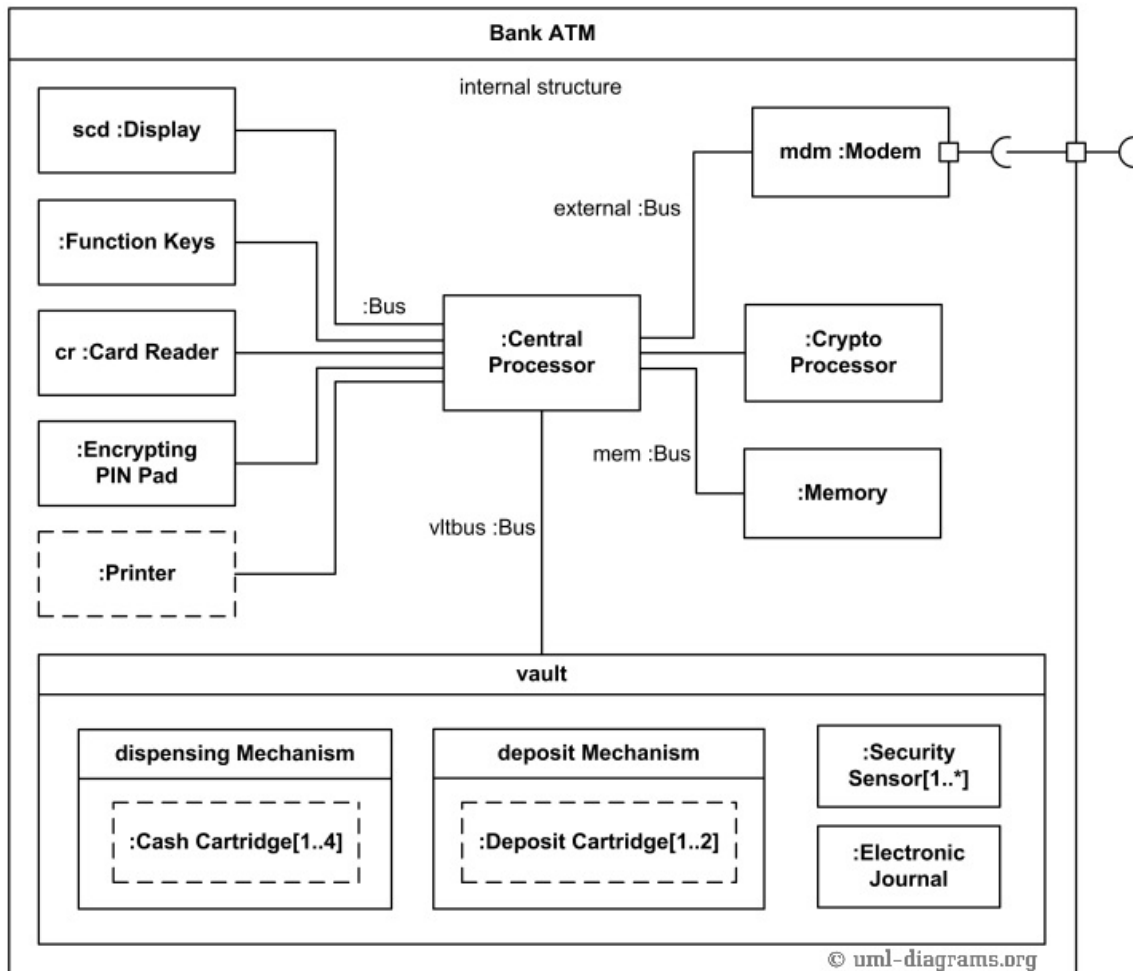 Bank ATM
internal structure
scd :Display
mdm :Modem
:Function Keys
external :Bus
:Bus
cr :Card Reader
:Central
Processor
:Crypto
Processor
:Encrypting
PIN Pad
mem :Bus
:Memory
vltbus :Bus
:Printer
vault
dispensing Mechanism
:Cash Cartridge[1..4]
deposit Mechanism
:Deposit Cartridge[1..2]
:Security
Sensor[1..*]
:Electronic
Journal
© uml-diagrams.org